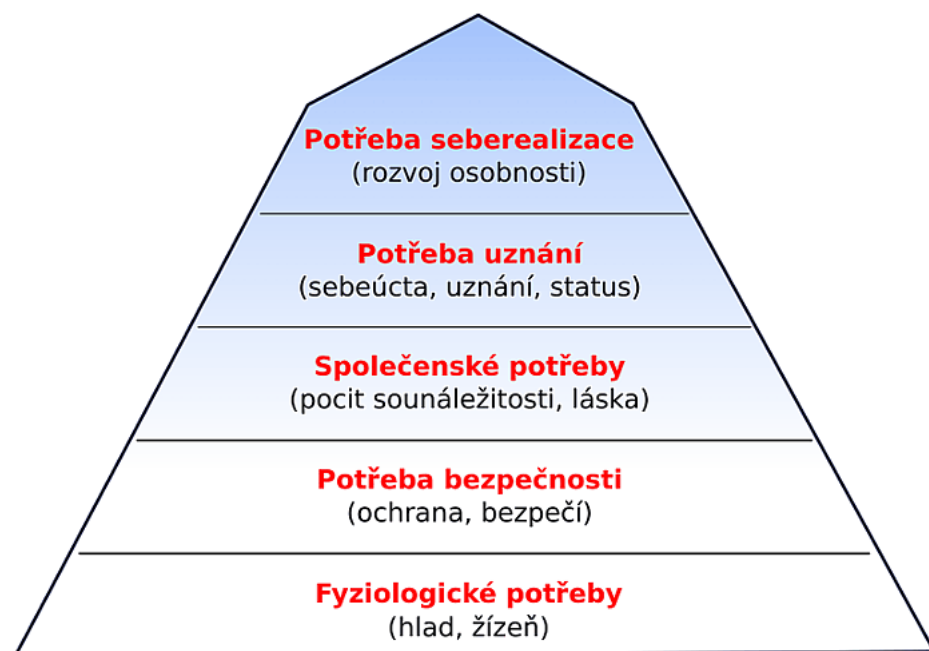 Potřeba seberealizace
(rozvoj osobnosti)
Potřeba uznání
(sebeúcta, uznání, status)
Společenské potřeby
(pocit sounáležitosti, láska)
Potřeba bezpečnosti
(ochrana, bezpečí)
Fyziologické potřeby
(hlad, žízeň)